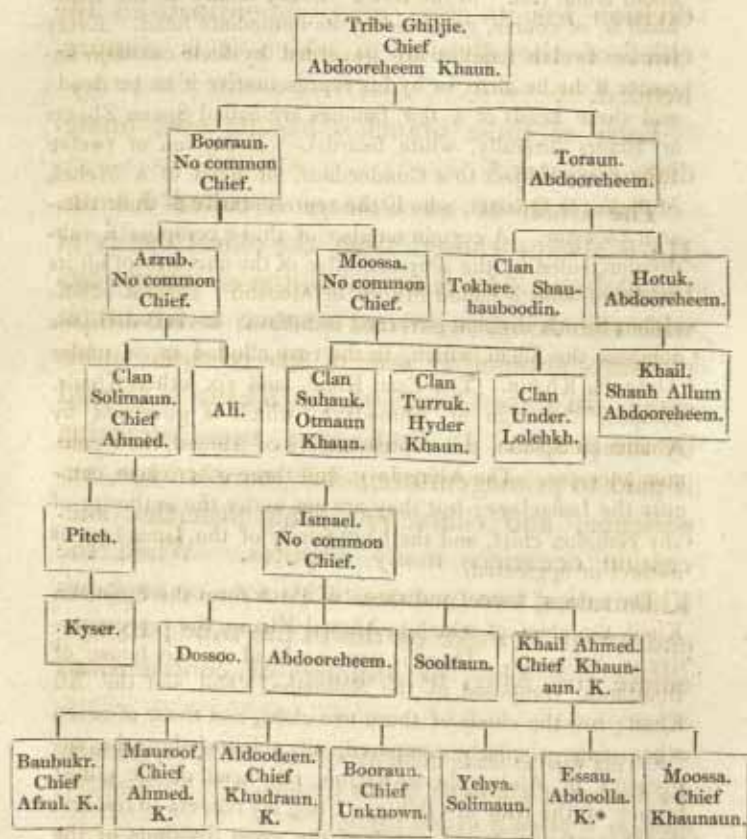 Tribe Ghiljie.
Chief
Abdooreheem Khaun.
Booraun.
No common
Chief.
Toraun.
Abdooreheem.
Azzub.
No common
Chief.
Moossa.
No common
Chief.
Clan
Tokhee. Shau-
hauboodin.
Hotuk.
Abdooreheem.
Clan
Solimaun.
Chief
Ahmed.
Ali.
Clan
Suhauk.
Otmaun
Khaun.
Clan
Turruk.
Hyder
Khaun.
Clan
Under.
Lolehkh.
Khail.
Shauh Allum
Abdooreheem.
Pitch.
Ismael.
No common
Chief.
Kyser.
Dossoo.
Abdooreheem.
Sooltaun.
Khail Ahmed.
Chief Khaun-
aun. K.
Baubukr.
Chief
Afzul. K.
Mauroof.
Chief
Ahmed.
K.
Aldoodeen.
Chief
Khudraun.
K.
Booraun.
Chief
Unknown.
Yehya.
Solimaun.
Essau.
Abdoolla.
K.*
Moossa.
Chief
Khaunaun.